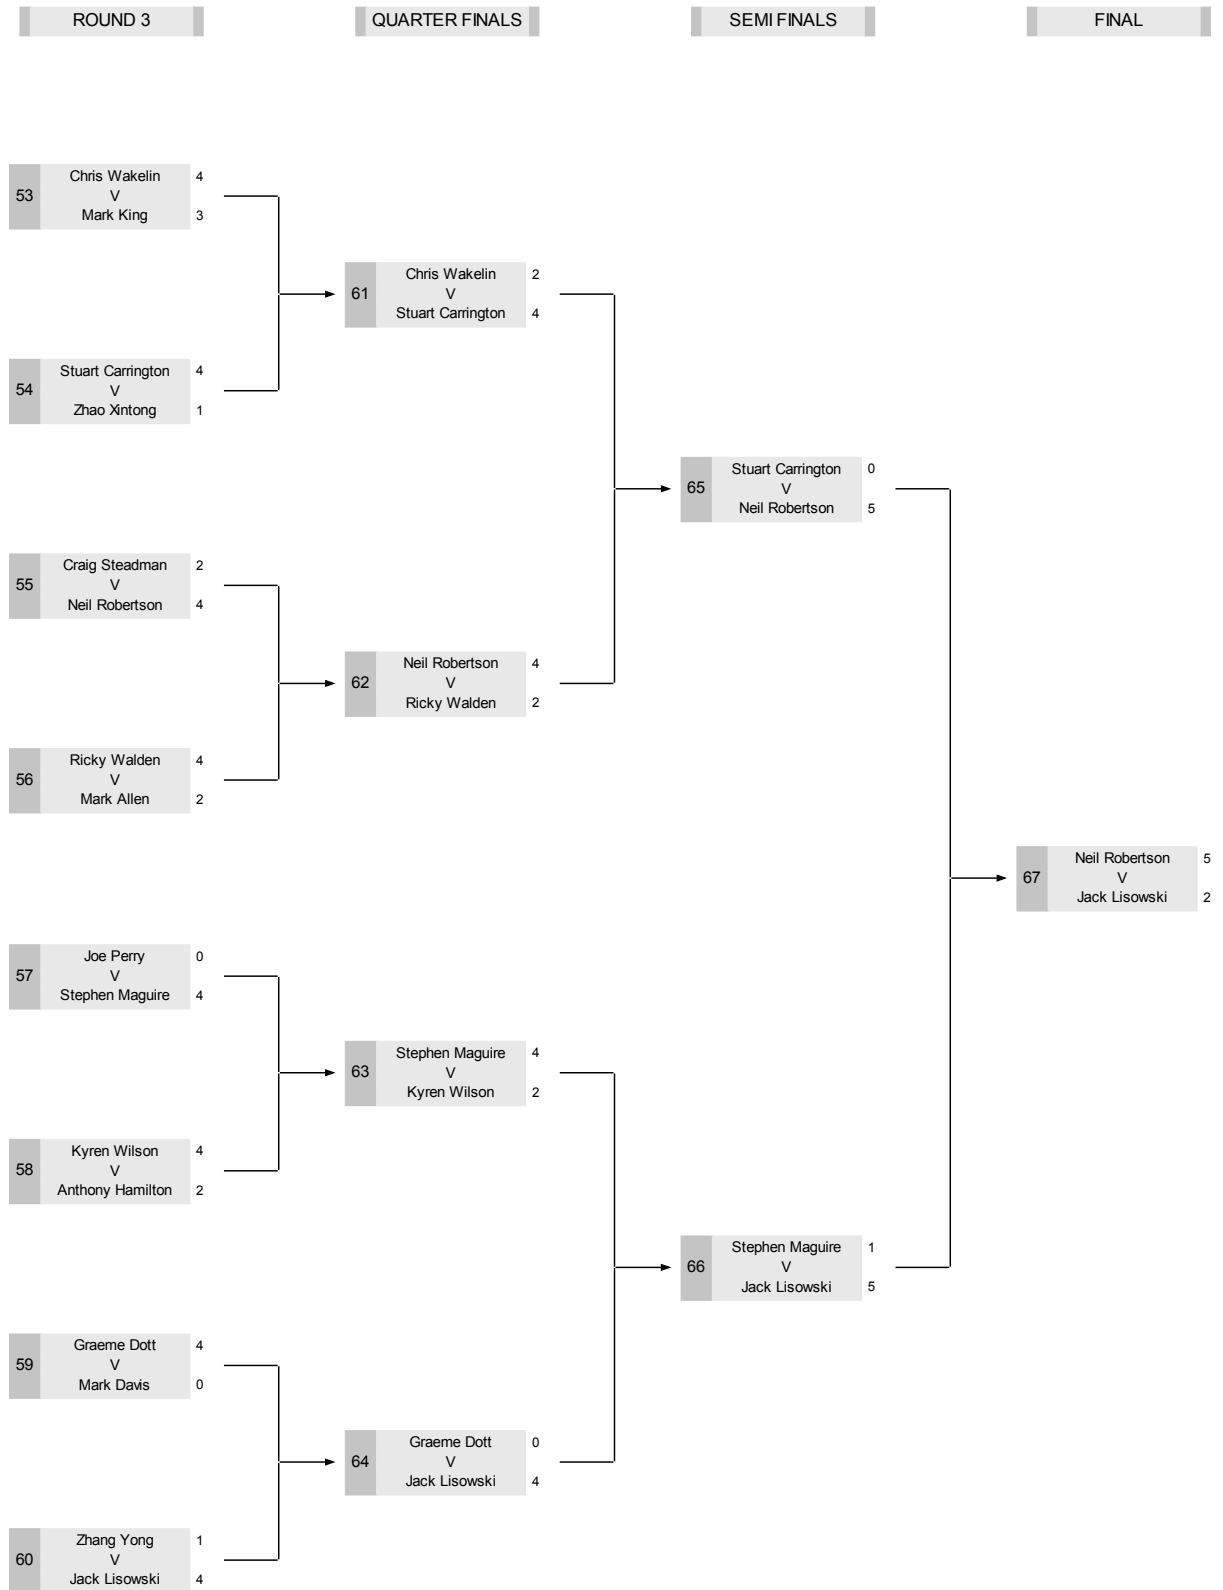 ROUND 3
QUARTER FINALS
SEMI FINALS
FINAL
53
Chris Wakelin 4
V
Mark King 3
54
Stuart Carrington 4
V
Zhao Xintong 1
55
Craig Steadman 2
V
Neil Robertson 4
56
Ricky Walden 4
V
Mark Allen 2
57
Joe Perry 0
V
Stephen Maguire 4
58
Kyren Wilson 4
V
Anthony Hamilton 2
59
Graeme Dott 4
V
Mark Davis 0
60
Zhang Yong 1
V
Jack Lisowski 4
61
Chris Wakelin 2
V
Stuart Carrington 4
62
Neil Robertson 4
V
Ricky Walden 2
63
Stephen Maguire 4
V
Kyren Wilson 2
64
Graeme Dott 0
V
Jack Lisowski 4
65
Stuart Carrington 0
V
Neil Robertson 5
66
Stephen Maguire 1
V
Jack Lisowski 5
67
Neil Robertson 5
V
Jack Lisowski 2